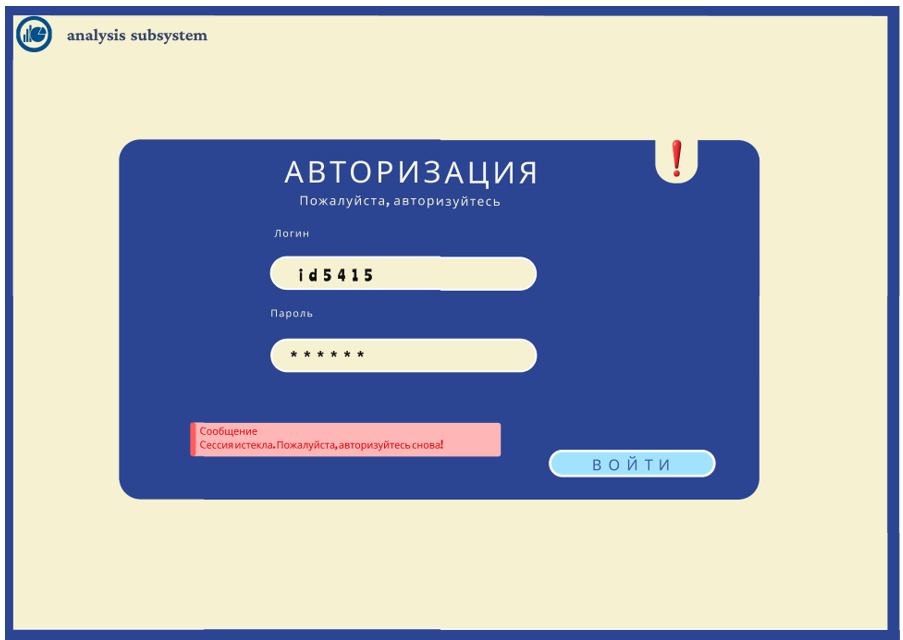 analysis subsystem
АВТОРИЗАЦИЯ
Пожалуйста, авторизуйтесь
Логин
id5415
Пароль
******
Сообщение
Сессия истекла. Пожалуйста, авторизуйтесь снова!
ВОЙТИ